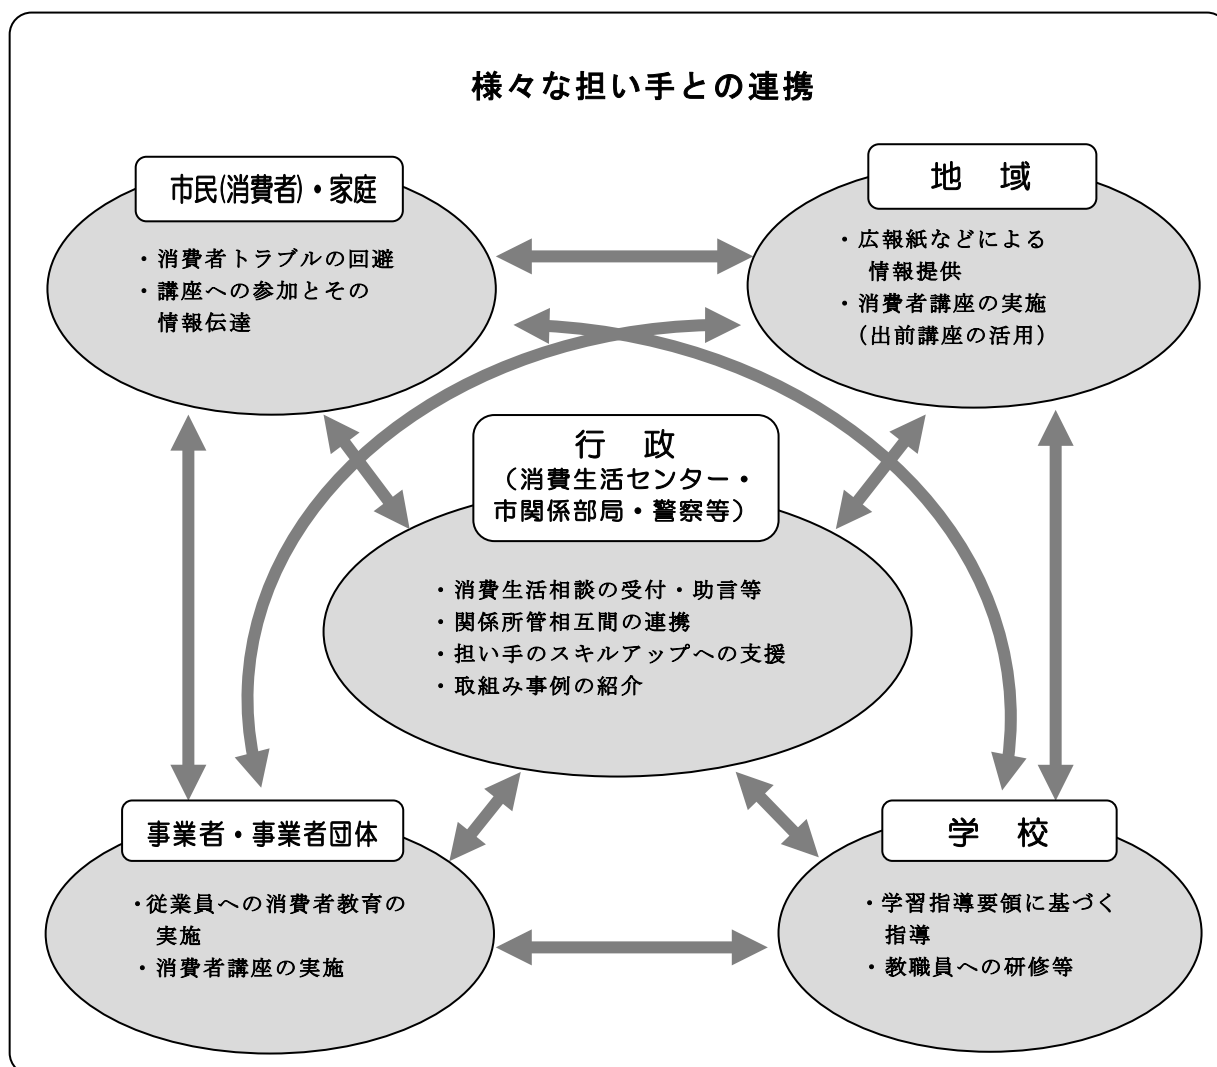 様々な担い手との連携
市民(消費者)・家庭
・消費者トラブルの回避
・講座への参加とその
情報伝達
地　域
・広報紙などによる
情報提供
・消費者講座の実施
（出前講座の活用）
行　政
（消費生活センター・
市関係部局・警察等）
・消費生活相談の受付・助言等
・関係所管相互間の連携
・担い手のスキルアップへの支援
・取組み事例の紹介
事業者・事業者団体
・従業員への消費者教育の
実施
・消費者講座の実施
学　校
・学習指導要領に基づく
指導
・教職員への研修等